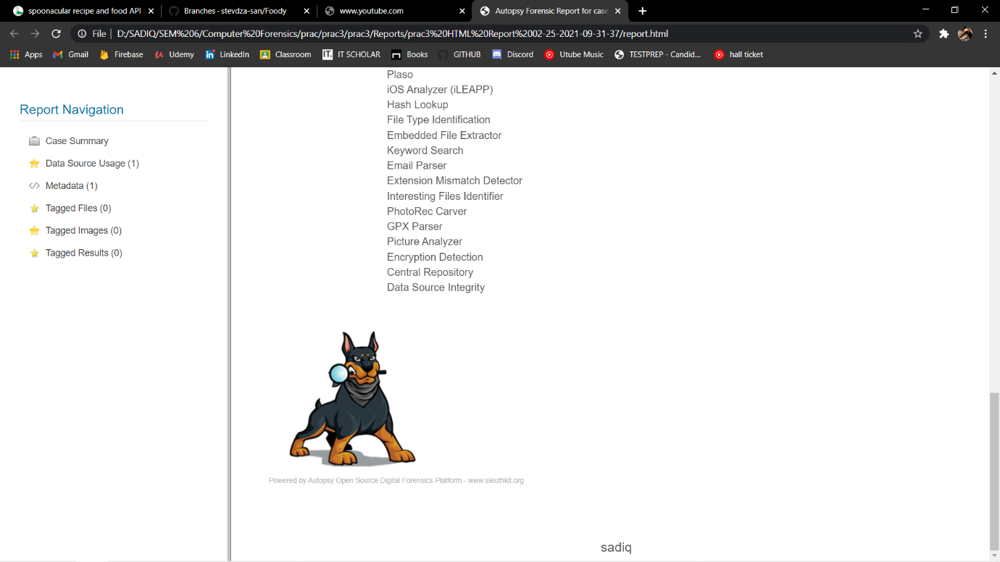 spoonacular recipe and food API
Branches · stevdza-san/Foody
www.youtube.com
Autopsy Forensic Report for case
File | D:/SADIQ/SEM%206/Computer%20Forensics/prac/prac3/prac3/Reports/prac3%20HTML%20Report%2002-25-2021-09-31-37/report.html
Apps Gmail Firebase Udemy LinkedIn Classroom IT. IT SCHOLAR Books GITHUB Discord Utube Music TESTPREP - Candid... hall ticket
Report Navigation
Case Summary
Data Source Usage (1)
Metadata (1)
Tagged Files (0)
Tagged Images (0)
Tagged Results (0)
Plaso
iOS Analyzer (iLEAPP)
Hash Lookup
File Type Identification
Embedded File Extractor
Keyword Search
Email Parser
Extension Mismatch Detector
Interesting Files Identifier
PhotoRec Carver
GPX Parser
Picture Analyzer
Encryption Detection
Central Repository
Data Source Integrity
Powered by Autopsy Open Source Digital Forensics Platform - www.sleuthkit.org
sadiq